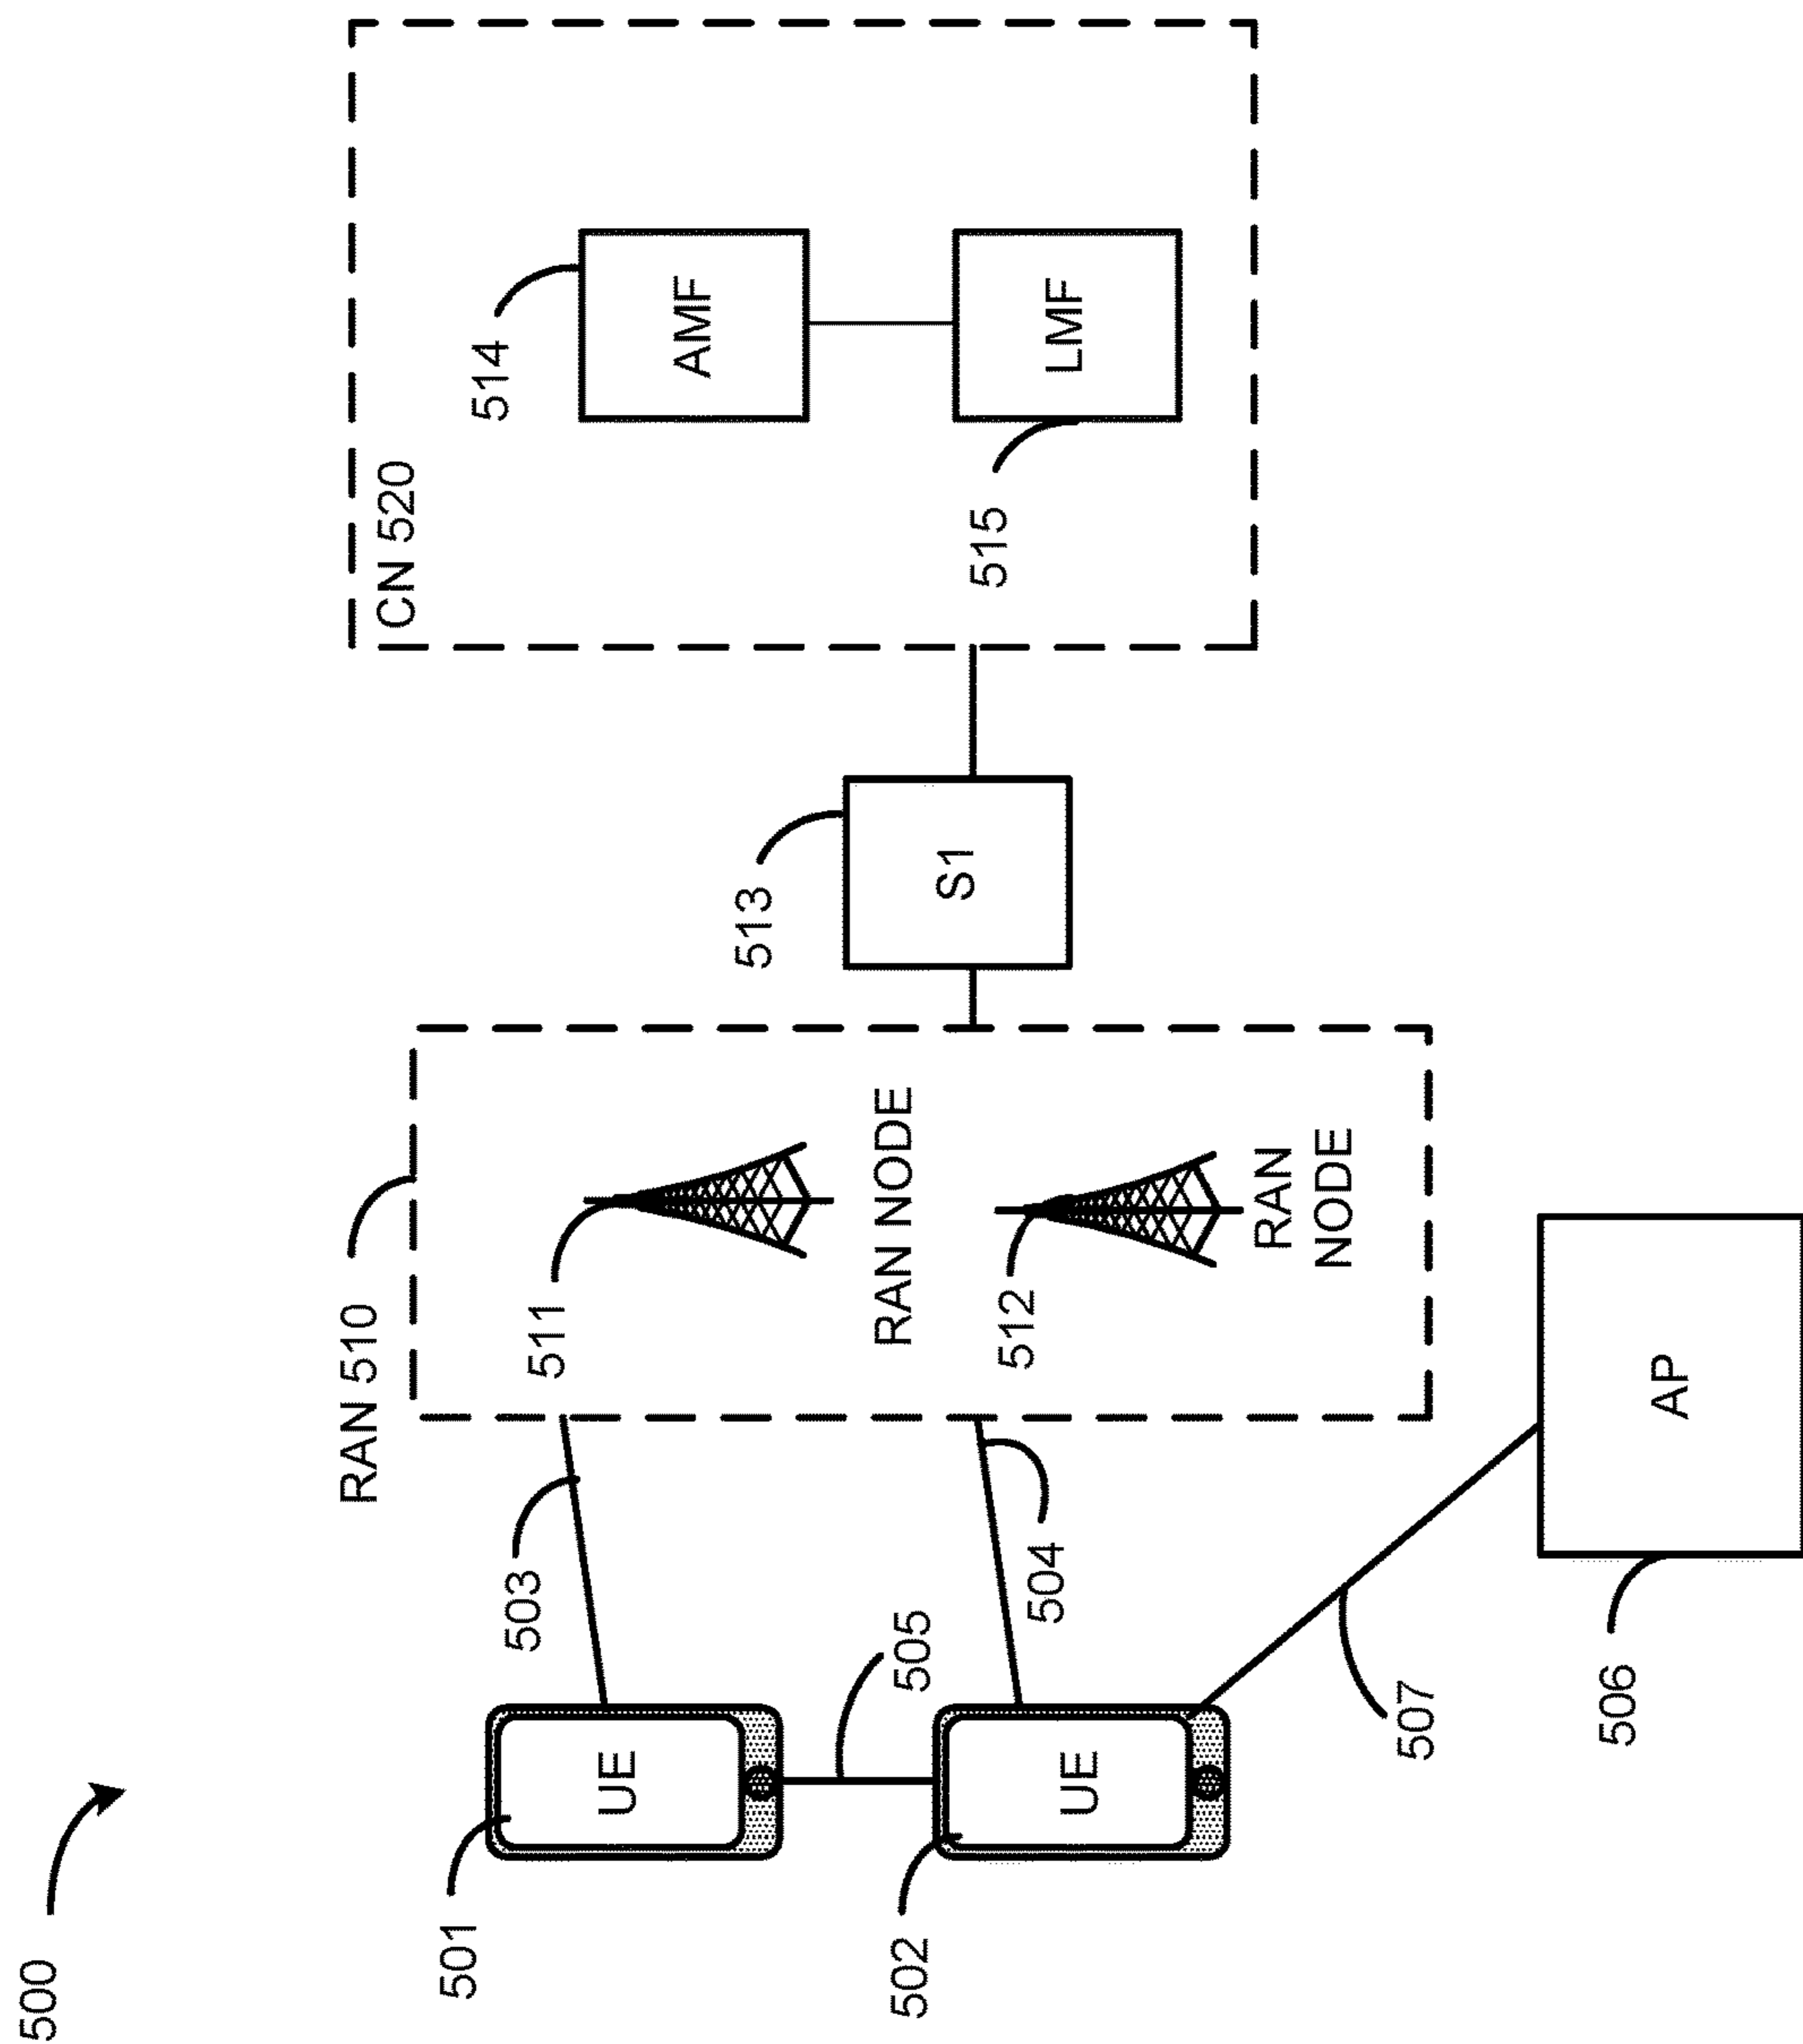 500
501
UE
502
UE
503
505
504
507
506
AP
RAN 510
511
RAN NODE
512
RAN
NODE
513
S1
CN 520
514
AMF
515
LMF